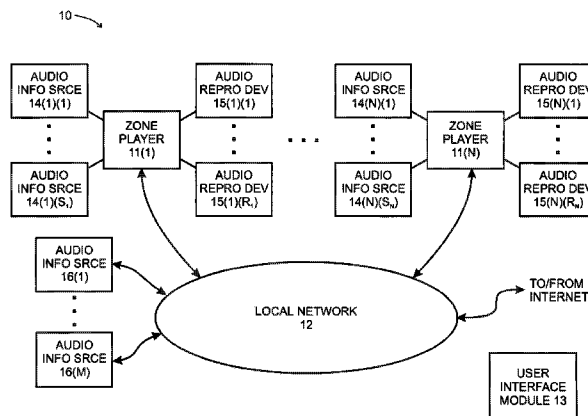 10
AUDIO
INFO SRCE
14(1)(1)
AUDIO
REPRO DEV
15(1)(1)
AUDIO
INFO SRCE
14(N)(1)
AUDIO
REPRO DEV
15(N)(1)
ZONE
PLAYER
11(1)
ZONE
PLAYER
11(N)
AUDIO
INFO SRCE
14(1)(S₁)
AUDIO
REPRO DEV
15(1)(R₁)
AUDIO
INFO SRCE
14(N)(S_N)
AUDIO
REPRO DEV
15(N)(R_N)
AUDIO
INFO SRCE
16(1)
AUDIO
INFO SRCE
16(M)
LOCAL NETWORK
12
TO/FROM
INTERNET
USER
INTERFACE
MODULE 13